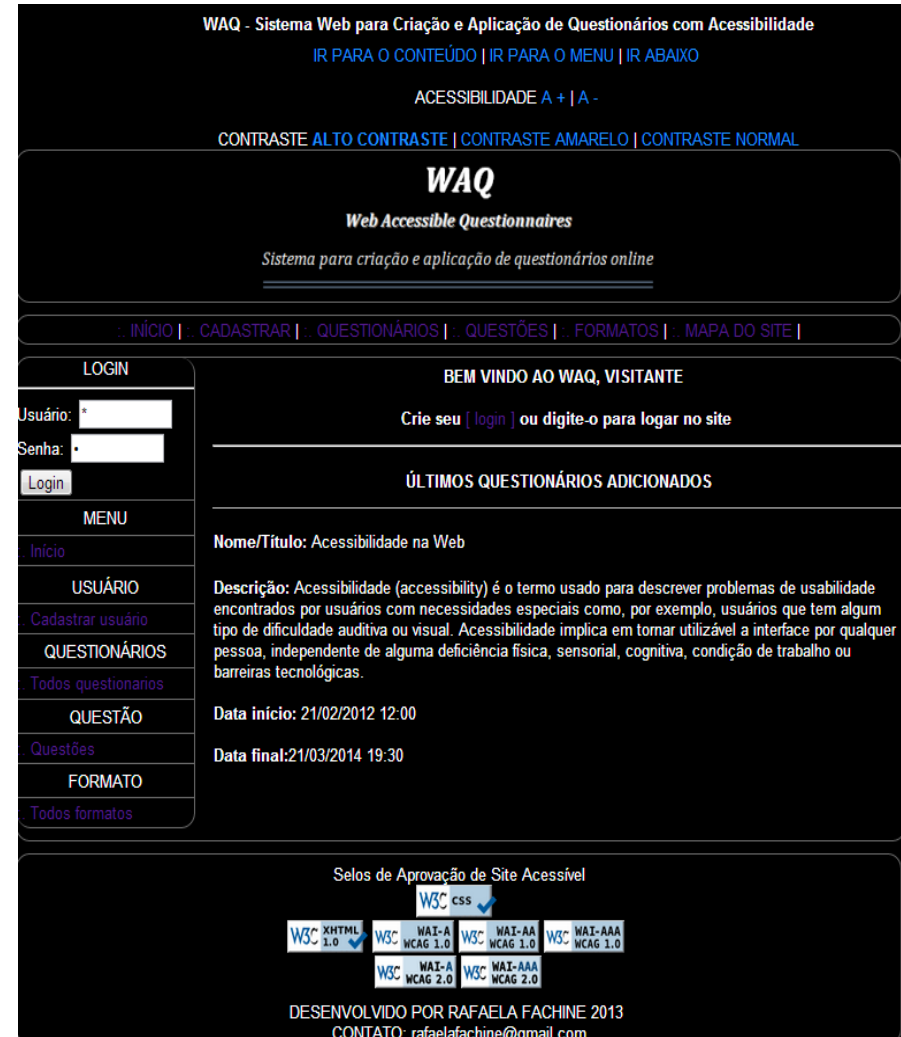 WAQ - Sistema Web para Criação e Aplicação de Questionários com Acessibilidade
IR PARA O CONTEÚDO | IR PARA O MENU | IR ABAIXO
ACESSIBILIDADE A + | A -
CONTRASTE ALTO CONTRASTE | CONTRASTE AMARELO | CONTRASTE NORMAL
WAQ
Web Accessible Questionnaires
Sistema para criação e aplicação de questionários online
:. INÍCIO | :. CADASTRAR | :. QUESTIONÁRIOS | :. QUESTÕES | :. FORMATOS | :. MAPA DO SITE |
LOGIN
Usuário: *
Senha: •
Login
MENU
:. Início
USUÁRIO
:. Cadastrar usuário
QUESTIONÁRIOS
:. Todos questionarios
QUESTÃO
:. Questões
FORMATO
:. Todos formatos
BEM VINDO AO WAQ, VISITANTE
Crie seu [ login ] ou digite-o para logar no site
ÚLTIMOS QUESTIONÁRIOS ADICIONADOS
Nome/Título: Acessibilidade na Web
Descrição: Acessibilidade (accessibility) é o termo usado para descrever problemas de usabilidade
encontrados por usuários com necessidades especiais como, por exemplo, usuários que tem algum
tipo de dificuldade auditiva ou visual. Acessibilidade implica em tornar utilizável a interface por qualquer
pessoa, independente de alguma deficiência física, sensorial, cognitiva, condição de trabalho ou
barreiras tecnológicas.
Data início: 21/02/2012 12:00
Data final:21/03/2014 19:30
Selos de Aprovação de Site Acessível
W3C css
W3C XHTML 1.0 W3C WAI-A WCAG 1.0 W3C WAI-AA WCAG 1.0 W3C WAI-AAA WCAG 1.0
W3C WAI-A WCAG 2.0 W3C WAI-AAA WCAG 2.0
DESENVOLVIDO POR RAFAELA FACHINE 2013
CONTATO: rafaelafachine@gmail.com